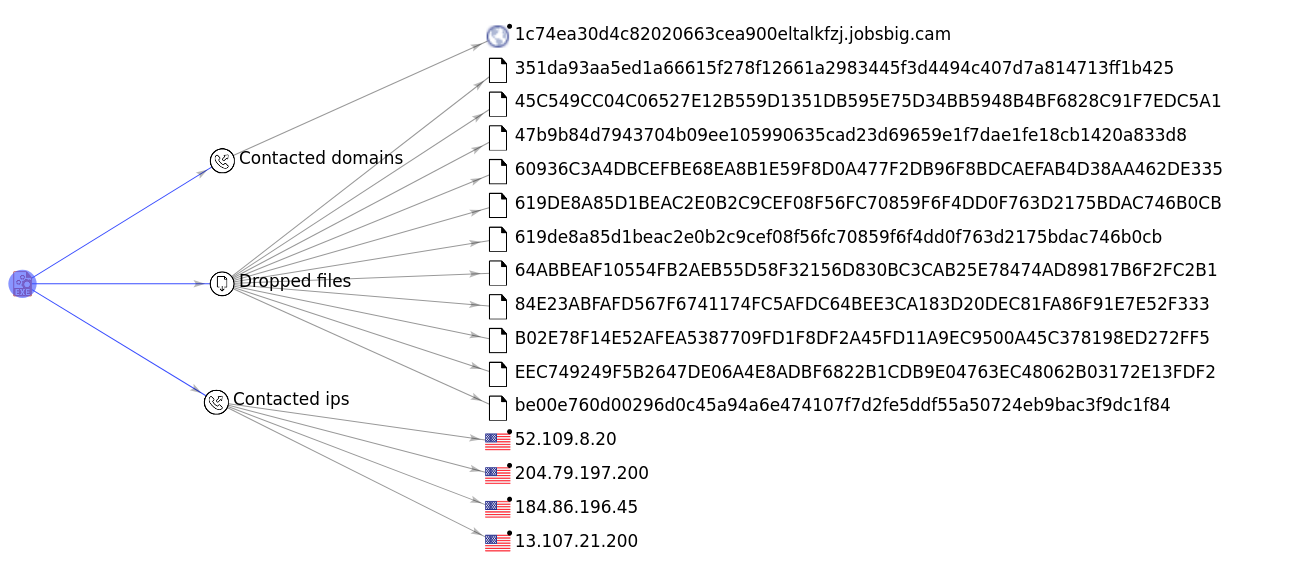 1c74ea30d4c82020663cea900eltalkfzj.jobsbig.cam
351da93aa5ed1a66615f278f12661a2983445f3d4494c407d7a814713ff1b425
45C549CC04C06527E12B559D1351DB595E75D34BB5948B4BF6828C91F7EDC5A1
47b9b84d7943704b09ee105990635cad23d69659e1f7dae1fe18cb1420a833d8
Contacted domains
60936C3A4DBCEFBE68EA8B1E59F8D0A477F2DB96F8BDCAEFAB4D38AA462DE335
619DE8A85D1BEAC2E0B2C9CEF08F56FC70859F6F4DD0F763D2175BDAC746B0CB
619de8a85d1beac2e0b2c9cef08f56fc70859f6f4dd0f763d2175bdac746b0cb
64ABBEAF10554FB2AEB55D58F32156D830BC3CAB25E78474AD89817B6F2FC2B1
EXE
Dropped files
84E23ABFAFD567F6741174FC5AFDC64BEE3CA183D20DEC81FA86F91E7E52F333
B02E78F14E52AFEA5387709FD1F8DF2A45FD11A9EC9500A45C378198ED272FF5
EEC749249F5B2647DE06A4E8ADBF6822B1CDB9E04763EC48062B03172E13FDF2
Contacted ips
be00e760d00296d0c45a94a6e474107f7d2fe5ddf55a50724eb9bac3f9dc1f84
52.109.8.20
204.79.197.200
184.86.196.45
13.107.21.200